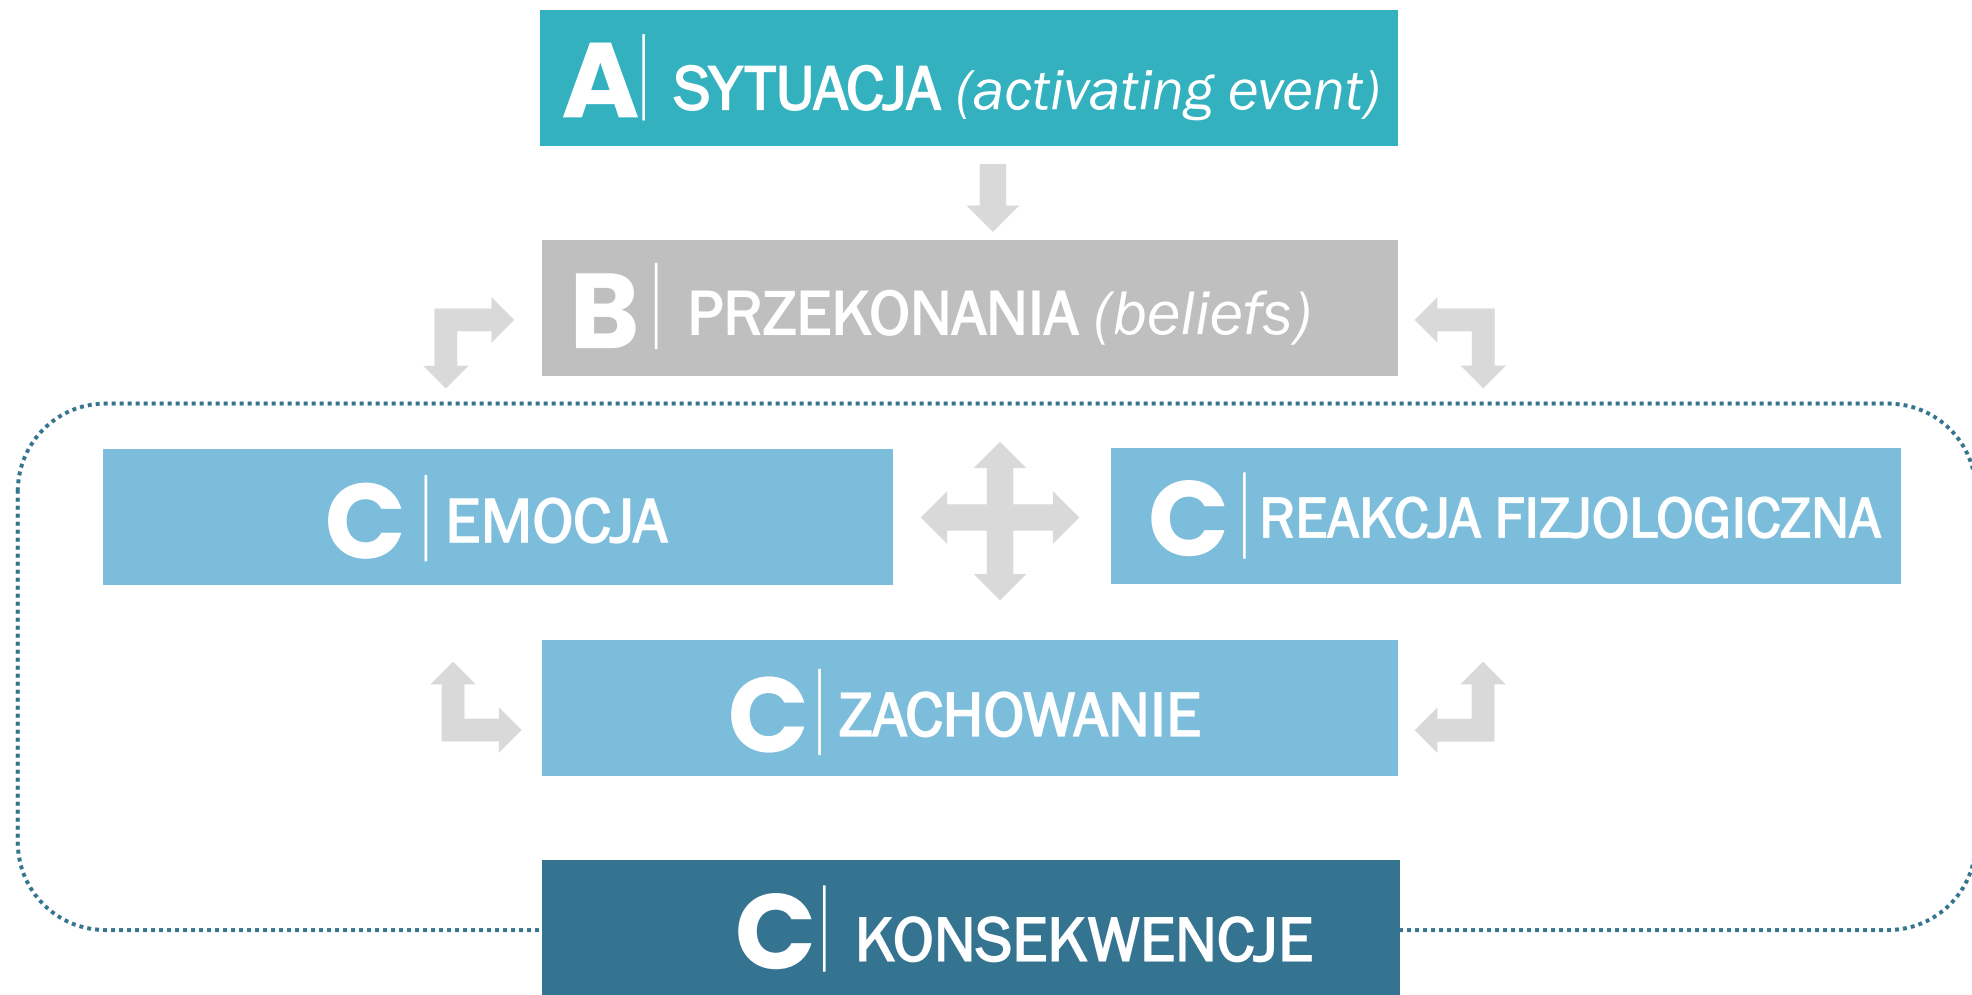 A SYTUACJA (activating event)
B PRZEKONANIA (beliefs)
C EMOCJA
C REAKCJA FIZJOLOGICZNA
C ZACHOWANIE
C KONSEKWENCJE